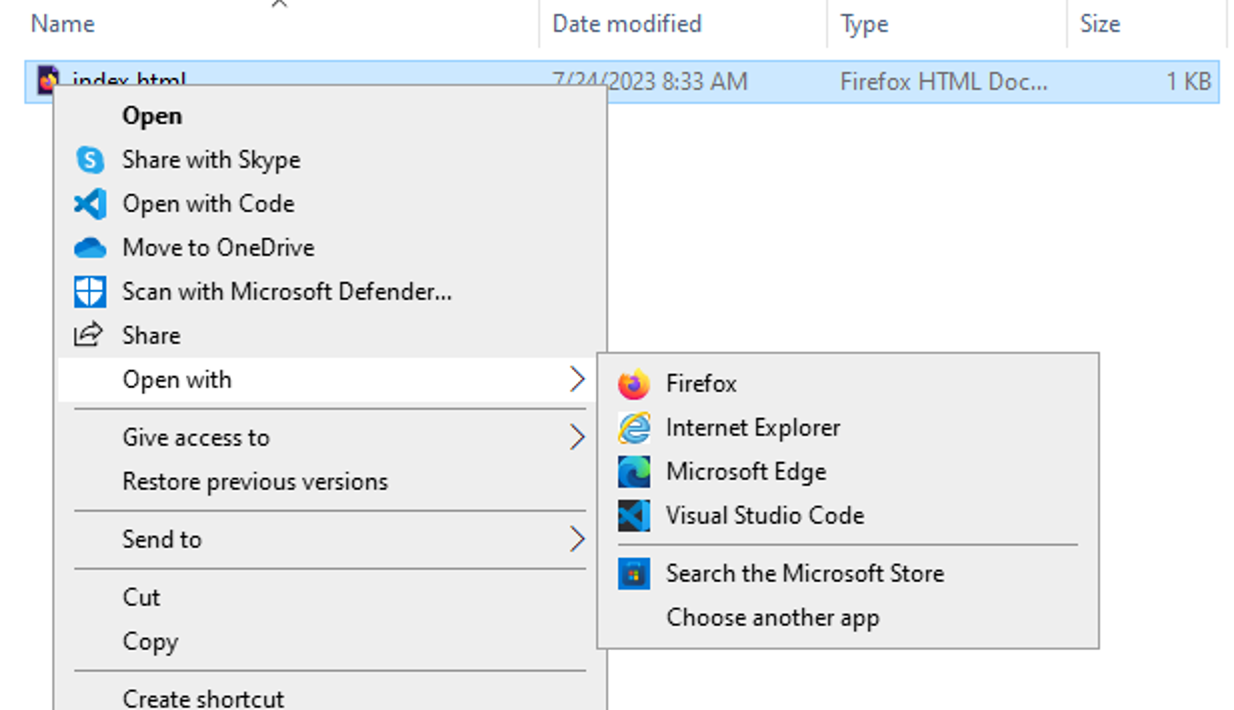 Name Date modified Type Size
index.html 7/24/2023 8:33 AM Firefox HTML Doc... 1 KB
Open
Share with Skype
Open with Code
Move to OneDrive
Scan with Microsoft Defender...
Share
Open with
Give access to
Restore previous versions
Send to
Cut
Copy
Create shortcut
Firefox
Internet Explorer
Microsoft Edge
Visual Studio Code
Search the Microsoft Store
Choose another app